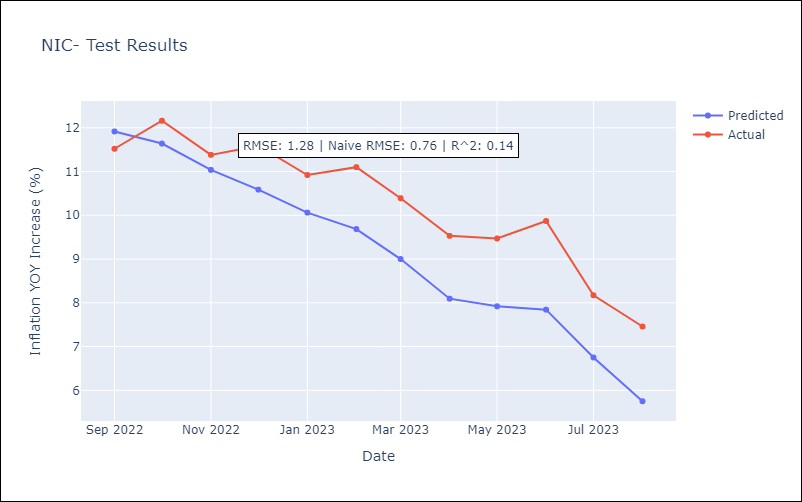 NIC- Test Results
Predicted
Actual
RMSE: 1.28 | Naive RMSE: 0.76 | R^2: 0.14
12
11
10
9
8
7
6
Inflation YOY Increase (%)
Sep 2022
Nov 2022
Jan 2023
Mar 2023
May 2023
Jul 2023
Date